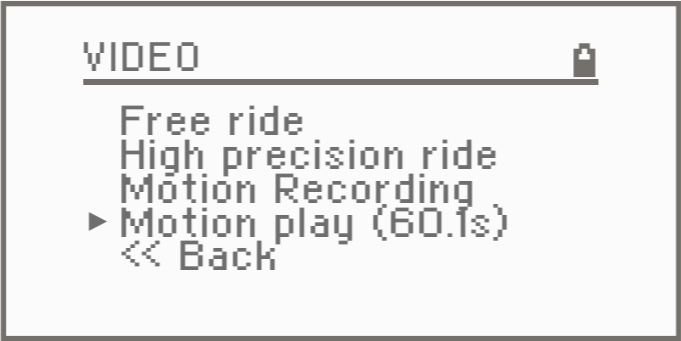 VIDEO
Free ride
High precision ride
Motion Recording
Motion play (60.1s)
<< Back